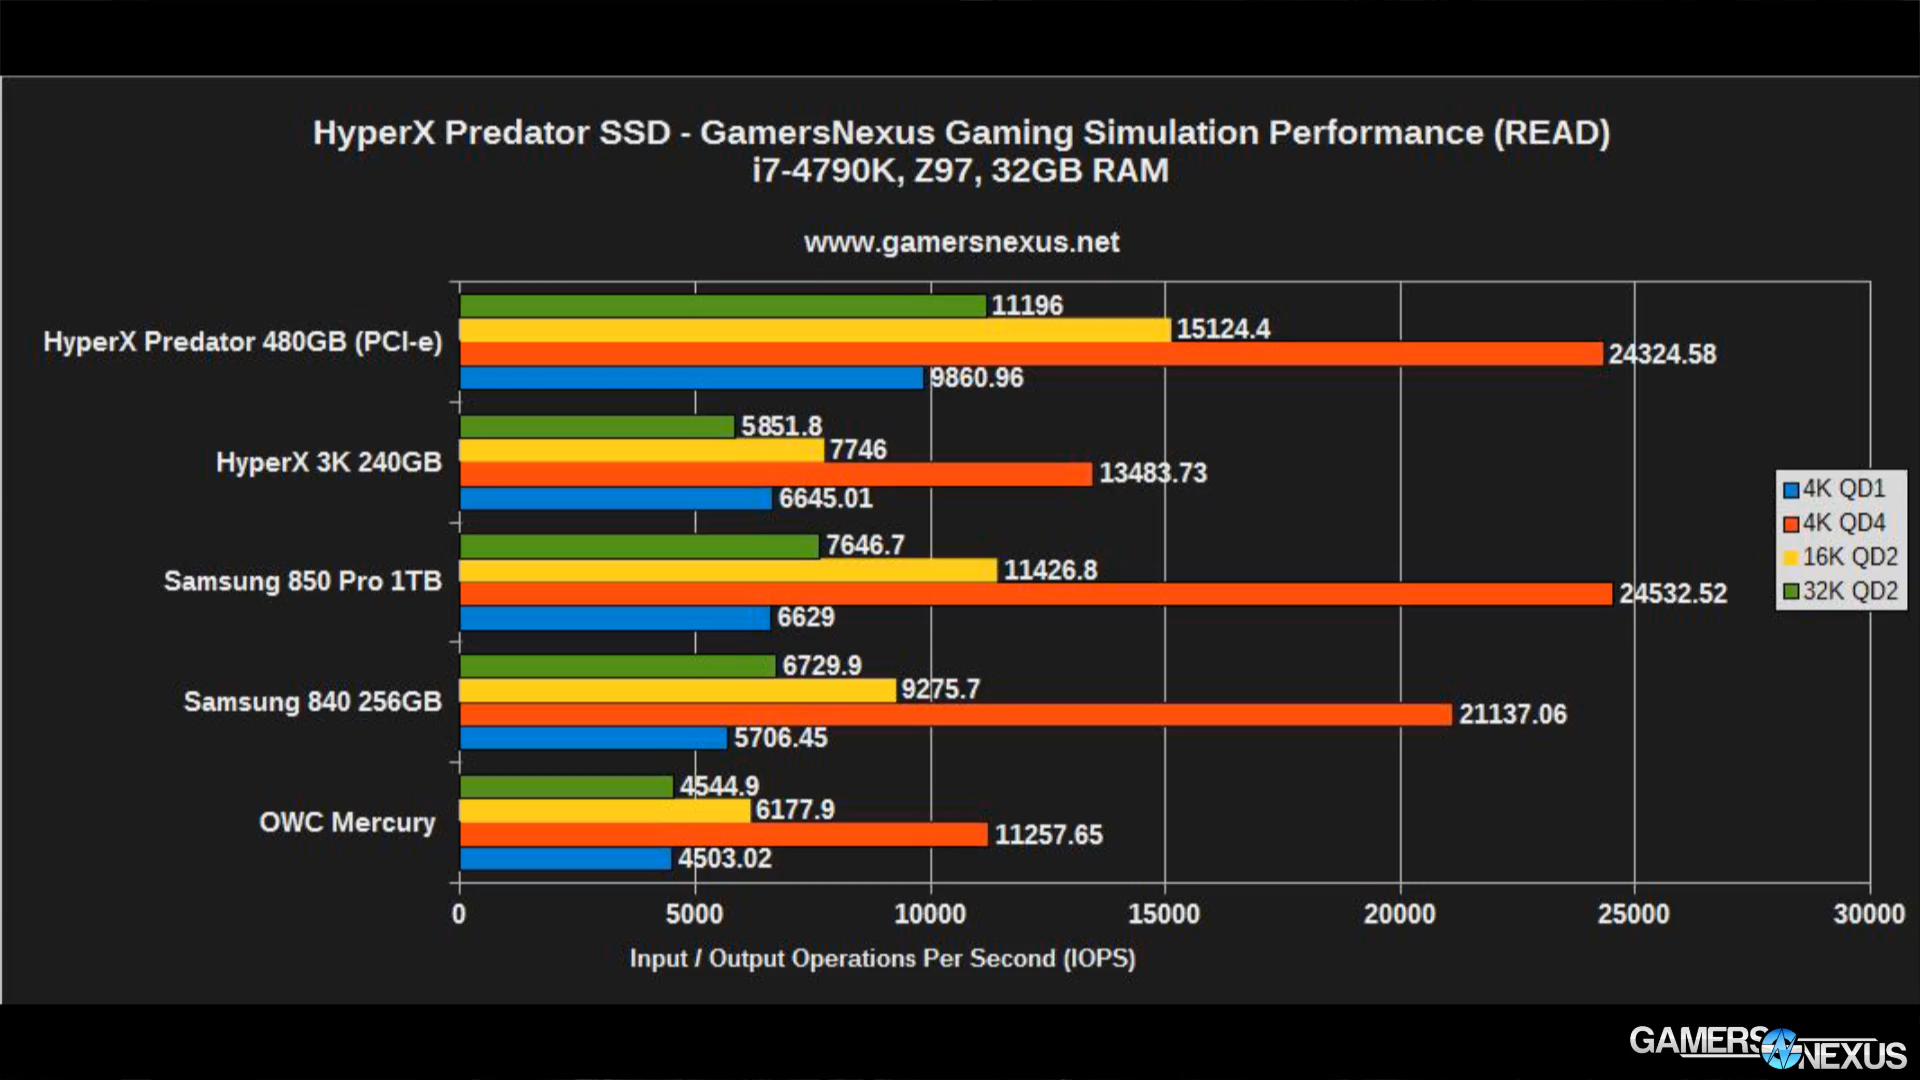 HyperX Predator SSD - GamersNexus Gaming Simulation Performance (READ)
i7-4790K, Z97, 32GB RAM
www.gamersnexus.net
HyperX Predator 480GB (PCI-e)
11196
15124.4
24324.58
9860.96
HyperX 3K 240GB
5851.8
7746
13483.73
6645.01
Samsung 850 Pro 1TB
7646.7
11426.8
24532.52
6629
Samsung 840 256GB
6729.9
9275.7
21137.06
5706.45
OWC Mercury
4544.9
6177.9
11257.65
4503.02
4K QD1
4K QD4
16K QD2
32K QD2
0 5000 10000 15000 20000 25000 30000
Input / Output Operations Per Second (IOPS)
GAMERS NEXUS